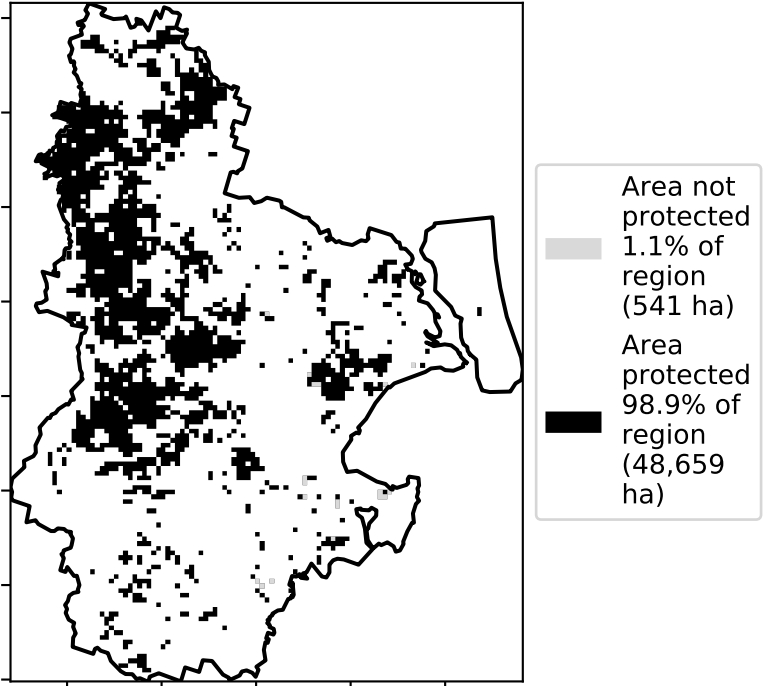 Area not
protected
1.1% of
region
(541 ha)
Area
protected
98.9% of
region
(48,659
ha)